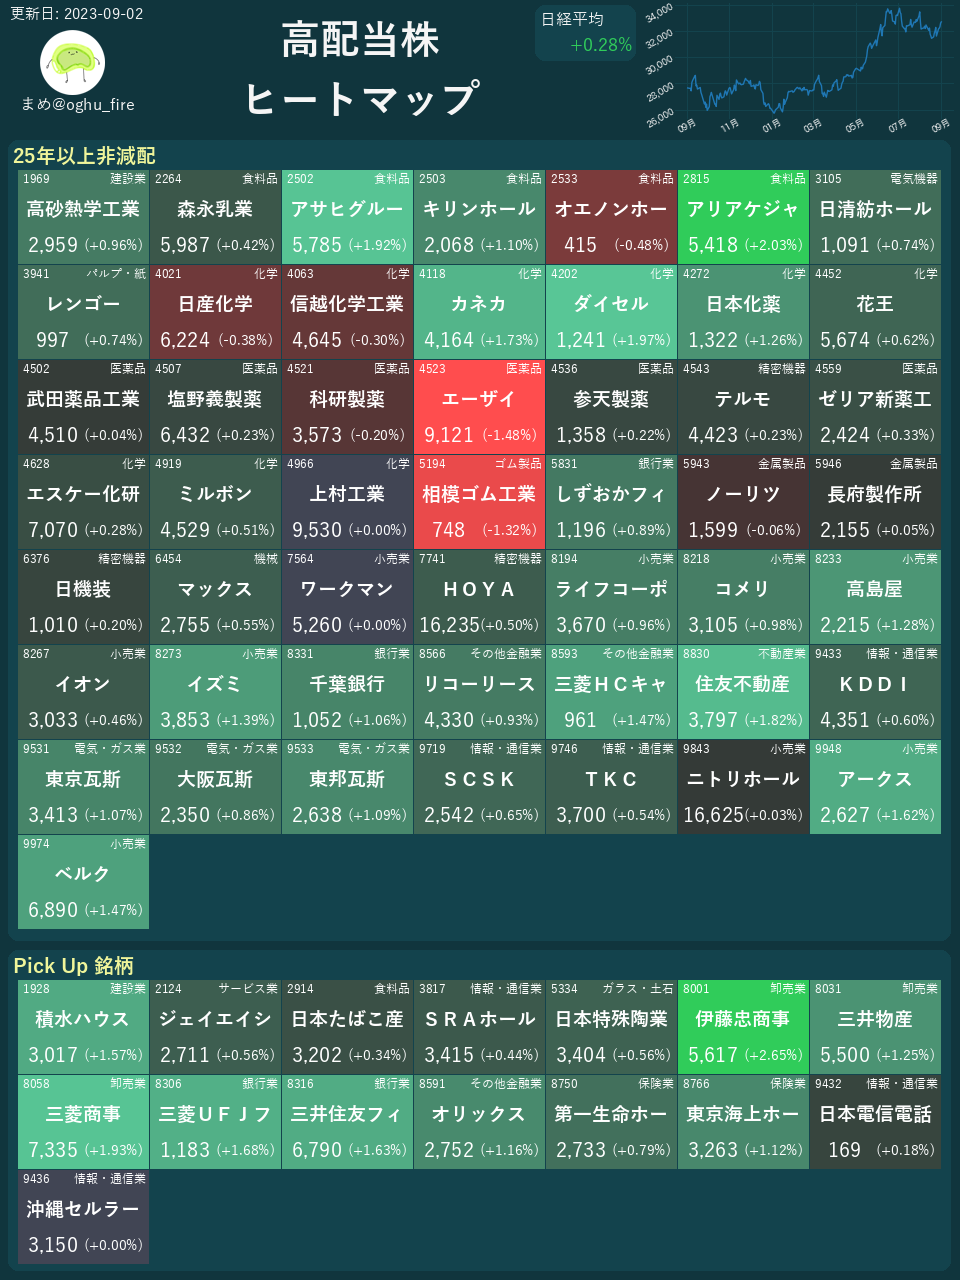 更新日: 2023-09-02
まめ@oghu_fire
高配当株
ヒートマップ
日経平均
+0.28%
34,000
32,000
30,000
28,000
26,000
09月 11月 01月 03月 05月 07月 09月
25年以上非減配
1969 建設業 2264 食料品 2502 食料品 2503 食料品 2533 食料品 2815 食料品 3105 電気機器
高砂熱学工業 森永乳業 アサヒグルー キリンホール オエノンホー アリアケジャ 日清紡ホール
2,959 (+0.96%) 5,987 (+0.42%) 5,785 (+1.92%) 2,068 (+1.10%) 415 (-0.48%) 5,418 (+2.03%) 1,091 (+0.74%)
3941 パルプ・紙 4021 化学 4063 化学 4118 化学 4202 化学 4272 化学 4452 化学
レンゴー 日産化学 信越化学工業 カネカ ダイセル 日本化薬 花王
997 (+0.74%) 6,224 (-0.38%) 4,645 (-0.30%) 4,164 (+1.73%) 1,241 (+1.97%) 1,322 (+1.26%) 5,674 (+0.62%)
4502 医薬品 4507 医薬品 4521 医薬品 4523 医薬品 4536 医薬品 4543 精密機器 4559 医薬品
武田薬品工業 塩野義製薬 科研製薬 エーザイ 参天製薬 テルモ ゼリア新薬工
4,510 (+0.04%) 6,432 (+0.23%) 3,573 (-0.20%) 9,121 (-1.48%) 1,358 (+0.22%) 4,423 (+0.23%) 2,424 (+0.33%)
4628 化学 4919 化学 4966 化学 5194 ゴム製品 5831 銀行業 5943 金属製品 5946 金属製品
エスケー化研 ミルボン 上村工業 相模ゴム工業 しずおかフィ ノーリツ 長府製作所
7,070 (+0.28%) 4,529 (+0.51%) 9,530 (+0.00%) 748 (-1.32%) 1,196 (+0.89%) 1,599 (-0.06%) 2,155 (+0.05%)
6376 精密機器 6454 機械 7564 小売業 7741 精密機器 8194 小売業 8218 小売業 8233 小売業
日機装 マックス ワークマン ＨＯＹＡ ライフコーポ コメリ 高島屋
1,010 (+0.20%) 2,755 (+0.55%) 5,260 (+0.00%) 16,235(+0.50%) 3,670 (+0.96%) 3,105 (+0.98%) 2,215 (+1.28%)
8267 小売業 8273 小売業 8331 銀行業 8566 その他金融業 8593 その他金融業 8830 不動産業 9433 情報・通信業
イオン イズミ 千葉銀行 リコーリース 三菱ＨＣキャ 住友不動産 ＫＤＤＩ
3,033 (+0.46%) 3,853 (+1.39%) 1,052 (+1.06%) 4,330 (+0.93%) 961 (+1.47%) 3,797 (+1.82%) 4,351 (+0.60%)
9531 電気・ガス業 9532 電気・ガス業 9533 電気・ガス業 9719 情報・通信業 9746 情報・通信業 9843 小売業 9948 小売業
東京瓦斯 大阪瓦斯 東邦瓦斯 ＳＣＳＫ ＴＫＣ ニトリホール アークス
3,413 (+1.07%) 2,350 (+0.86%) 2,638 (+1.09%) 2,542 (+0.65%) 3,700 (+0.54%) 16,625(+0.03%) 2,627 (+1.62%)
9974 小売業
ベルク
6,890 (+1.47%)
Pick Up 銘柄
1928 建設業 2124 サービス業 2914 食料品 3817 情報・通信業 5334 ガラス・土石 8001 卸売業 8031 卸売業
積水ハウス ジェイエイシ 日本たばこ産 ＳＲＡホール 日本特殊陶業 伊藤忠商事 三井物産
3,017 (+1.57%) 2,711 (+0.56%) 3,202 (+0.34%) 3,415 (+0.44%) 3,404 (+0.56%) 5,617 (+2.65%) 5,500 (+1.25%)
8058 卸売業 8306 銀行業 8316 銀行業 8591 その他金融業 8750 保険業 8766 保険業 9432 情報・通信業
三菱商事 三菱ＵＦＪフ 三井住友フィ オリックス 第一生命ホー 東京海上ホー 日本電信電話
7,335 (+1.93%) 1,183 (+1.68%) 6,790 (+1.63%) 2,752 (+1.16%) 2,733 (+0.79%) 3,263 (+1.12%) 169 (+0.18%)
9436 情報・通信業
沖縄セルラー
3,150 (+0.00%)